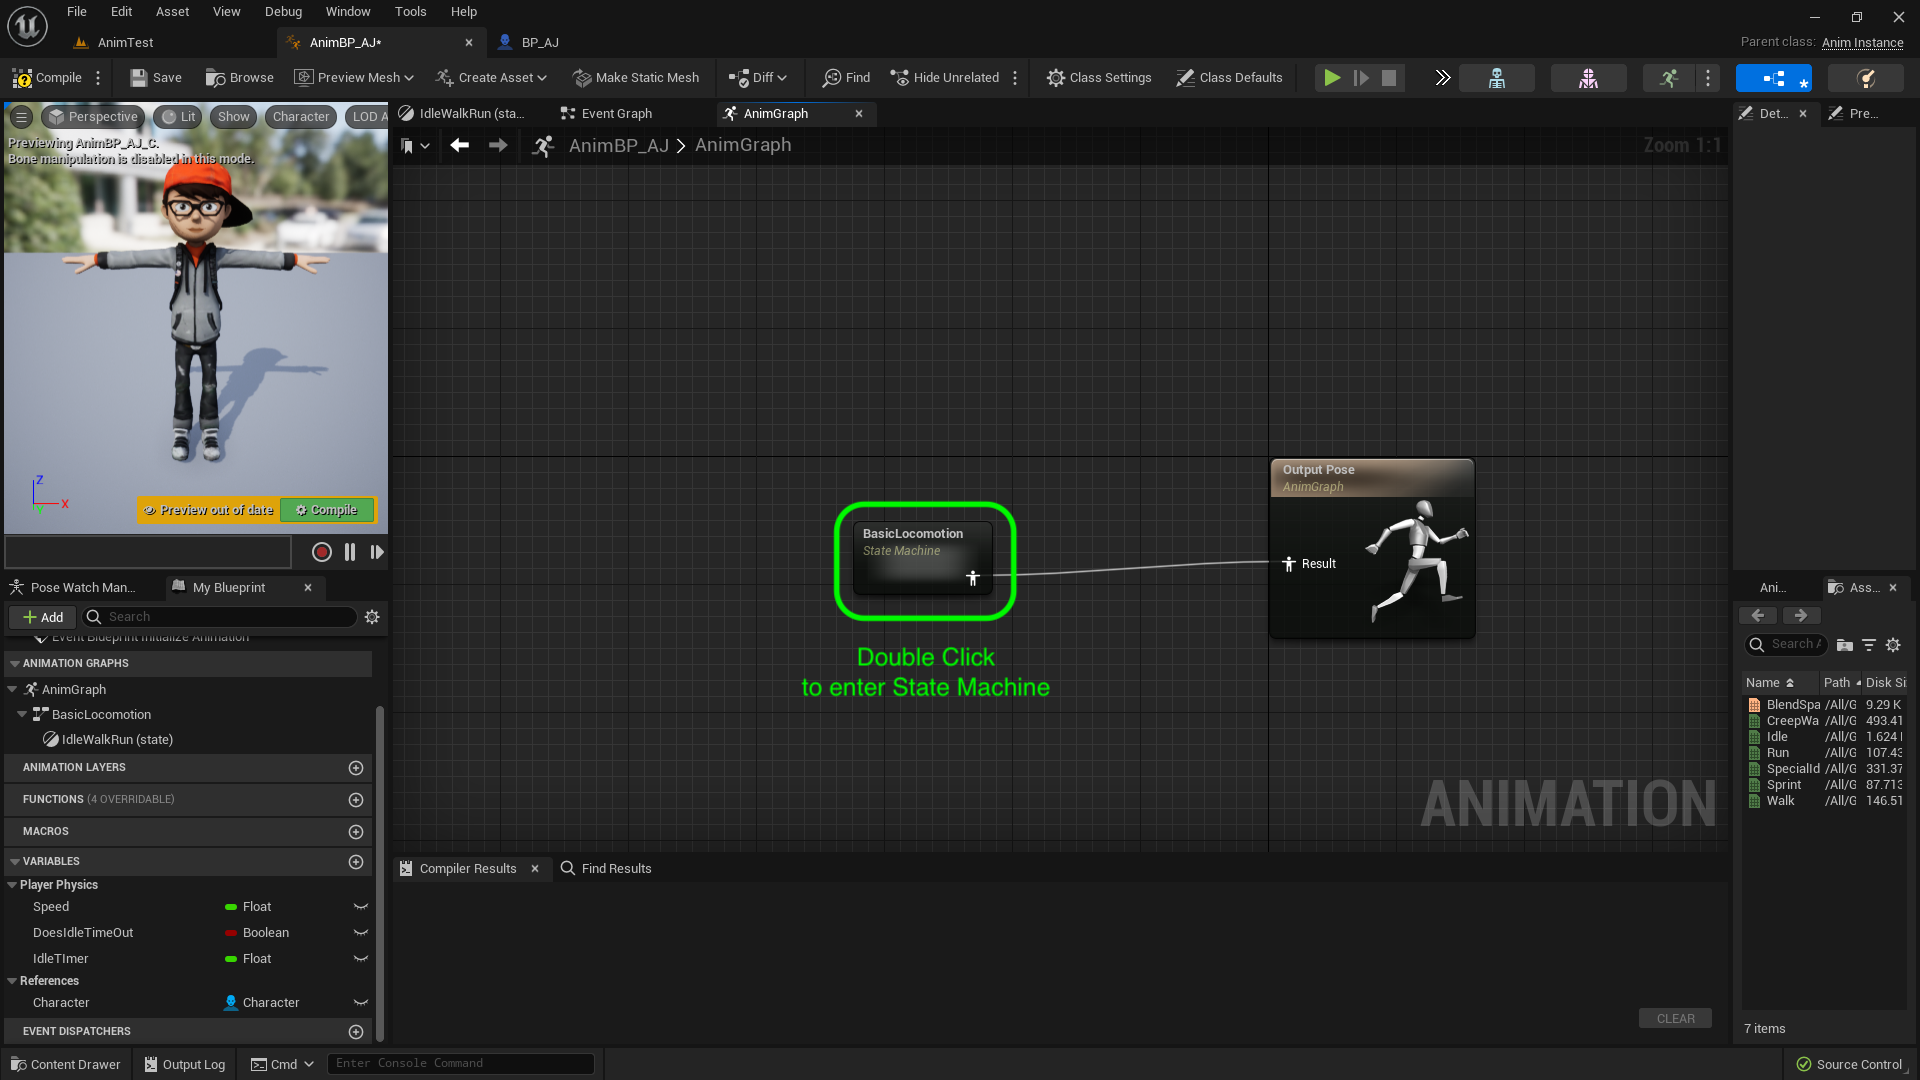 File Edit Asset View Debug Window Tools Help
AnimTest
AnimBP_AJ*
BP_AJ
Parent class: Anim Instance
Compile
Save
Browse
Preview Mesh
Create Asset
Make Static Mesh
Diff
Find
Hide Unrelated
Class Settings
Class Defaults
Perspective
Lit
Show
Character
LOD A
Previewing AnimBP_AJ_C.
Bone manipulation is disabled in this mode.
Z
X
Preview out of date
Compile
IdleWalkRun (sta...
Event Graph
AnimGraph
AnimBP_AJ > AnimGraph
Zoom 1:1
BasicLocomotion
State Machine
Double Click
to enter State Machine
Output Pose
AnimGraph
Result
ANIMATION
Pose Watch Man...
My Blueprint
Add
Search
Event Blueprint Initialize Animation
ANIMATION GRAPHS
AnimGraph
BasicLocomotion
IdleWalkRun (state)
ANIMATION LAYERS
FUNCTIONS (4 OVERRIDABLE)
MACROS
VARIABLES
Player Physics
Speed Float
DoesIdleTimeOut Boolean
IdleTImer Float
References
Character Character
EVENT DISPATCHERS
Compiler Results
Find Results
CLEAR
Det...
Pre...
Ani...
Ass...
Search A
Name Path Disk Si
BlendSpa /All/G 9.29 K
CreepWa /All/G 493.41
Idle /All/G 1.624
Run /All/G 107.43
SpecialId /All/G 331.37
Sprint /All/G 87.713
Walk /All/G 146.51
7 items
Content Drawer
Output Log
Cmd
Enter Console Command
Source Control